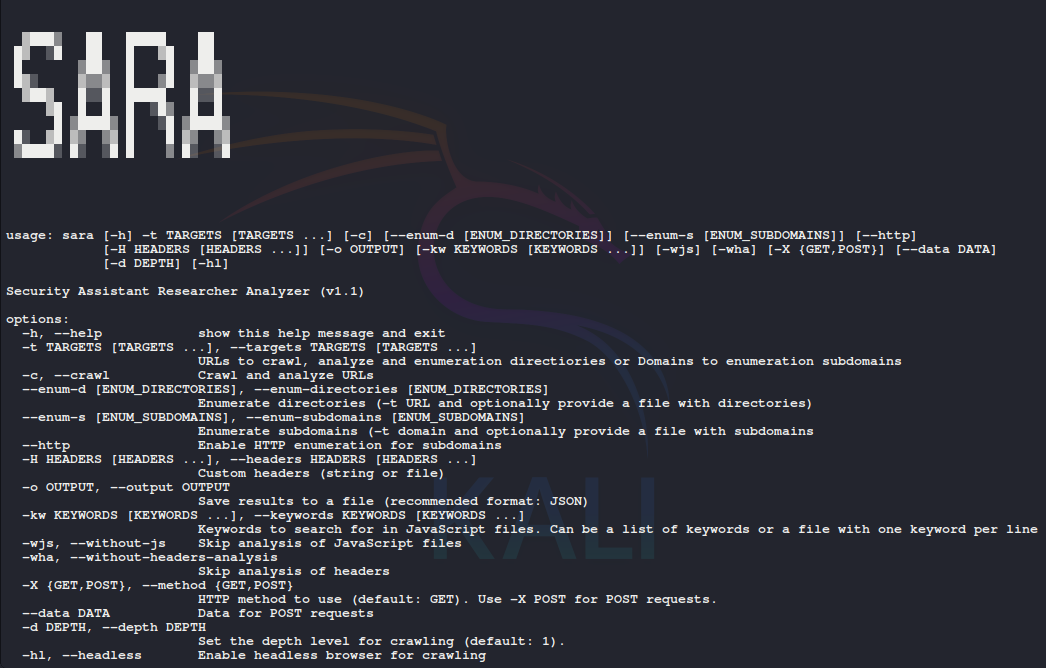 SARA
usage: sara [-h] -t TARGETS [TARGETS ...] [-c] [--enum-d [ENUM_DIRECTORIES]] [--enum-s [ENUM_SUBDOMAINS]] [--http]
[-H HEADERS [HEADERS ...]] [-o OUTPUT] [-kw KEYWORDS [KEYWORDS ...]] [-wjs] [-wha] [-X {GET,POST}] [--data DATA]
[-d DEPTH] [-hl]
Security Assistant Researcher Analyzer (v1.1)
options:
-h, --help show this help message and exit
-t TARGETS [TARGETS ...], --targets TARGETS [TARGETS ...]
URLs to crawl, analyze and enumeration directiories or Domains to enumeration subdomains
-c, --crawl Crawl and analyze URLs
--enum-d [ENUM_DIRECTORIES], --enum-directories [ENUM_DIRECTORIES]
Enumerate directories (-t URL and optionally provide a file with directories)
--enum-s [ENUM_SUBDOMAINS], --enum-subdomains [ENUM_SUBDOMAINS]
Enumerate subdomains (-t domain and optionally provide a file with subdomains
--http Enable HTTP enumeration for subdomains
-H HEADERS [HEADERS ...], --headers HEADERS [HEADERS ...]
Custom headers (string or file)
-o OUTPUT, --output OUTPUT
Save results to a file (recommended format: JSON)
-kw KEYWORDS [KEYWORDS ...], --keywords KEYWORDS [KEYWORDS ...]
Keywords to search for in JavaScript files. Can be a list of keywords or a file with one keyword per line
-wjs, --without-js Skip analysis of JavaScript files
-wha, --without-headers-analysis
Skip analysis of headers
-X {GET,POST}, --method {GET,POST}
HTTP method to use (default: GET). Use -X POST for POST requests.
--data DATA Data for POST requests
-d DEPTH, --depth DEPTH
Set the depth level for crawling (default: 1).
-hl, --headless Enable headless browser for crawling
KALI